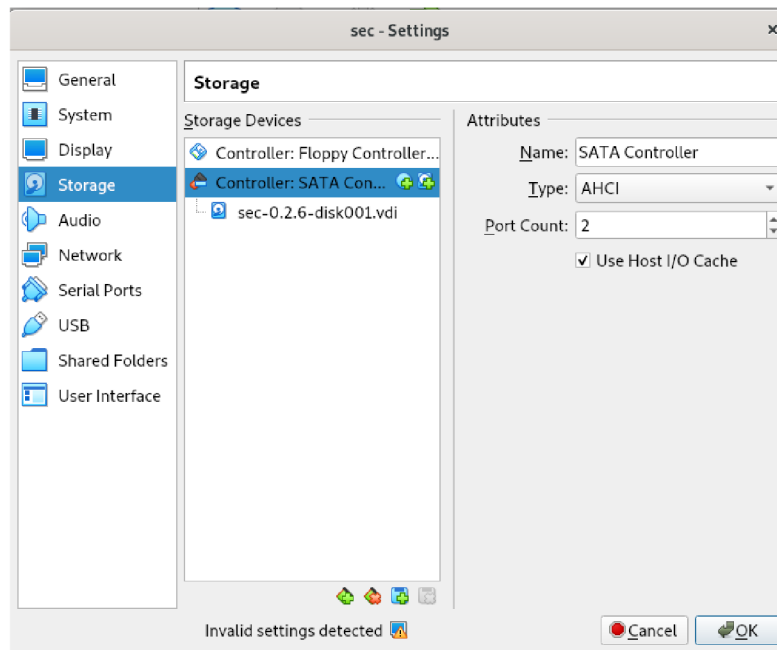 sec - Settings
General
System
Display
Storage
Audio
Network
Serial Ports
USB
Shared Folders
User Interface
Storage
Storage Devices
Controller: Floppy Controller...
Controller: SATA Con...
sec-0.2.6-disk001.vdi
Attributes
Name: SATA Controller
Type: AHCI
Port Count: 2
Use Host I/O Cache
Invalid settings detected
Cancel
OK